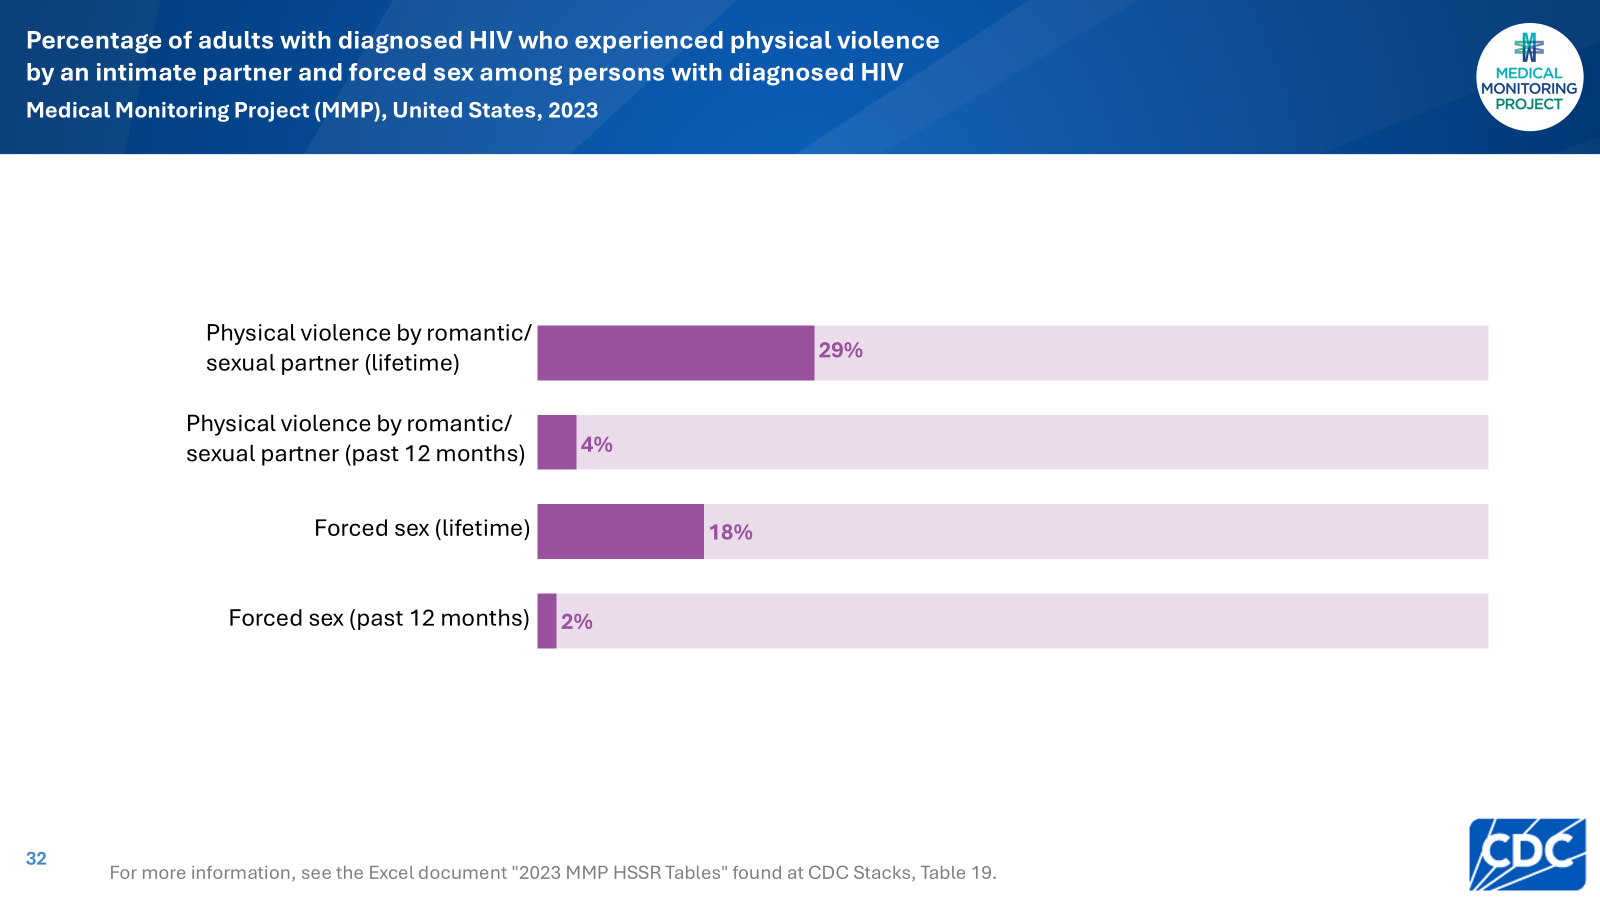 Percentage of adults with diagnosed HIV who experienced physical violence
by an intimate partner and forced sex among persons with diagnosed HIV
Medical Monitoring Project (MMP), United States, 2023
MEDICAL
MONITORING
PROJECT
Physical violence by romantic/
sexual partner (lifetime)
29%
Physical violence by romantic/
sexual partner (past 12 months)
4%
Forced sex (lifetime)
18%
Forced sex (past 12 months)
2%
32
For more information, see the Excel document "2023 MMP HSSR Tables" found at CDC Stacks, Table 19.
CDC